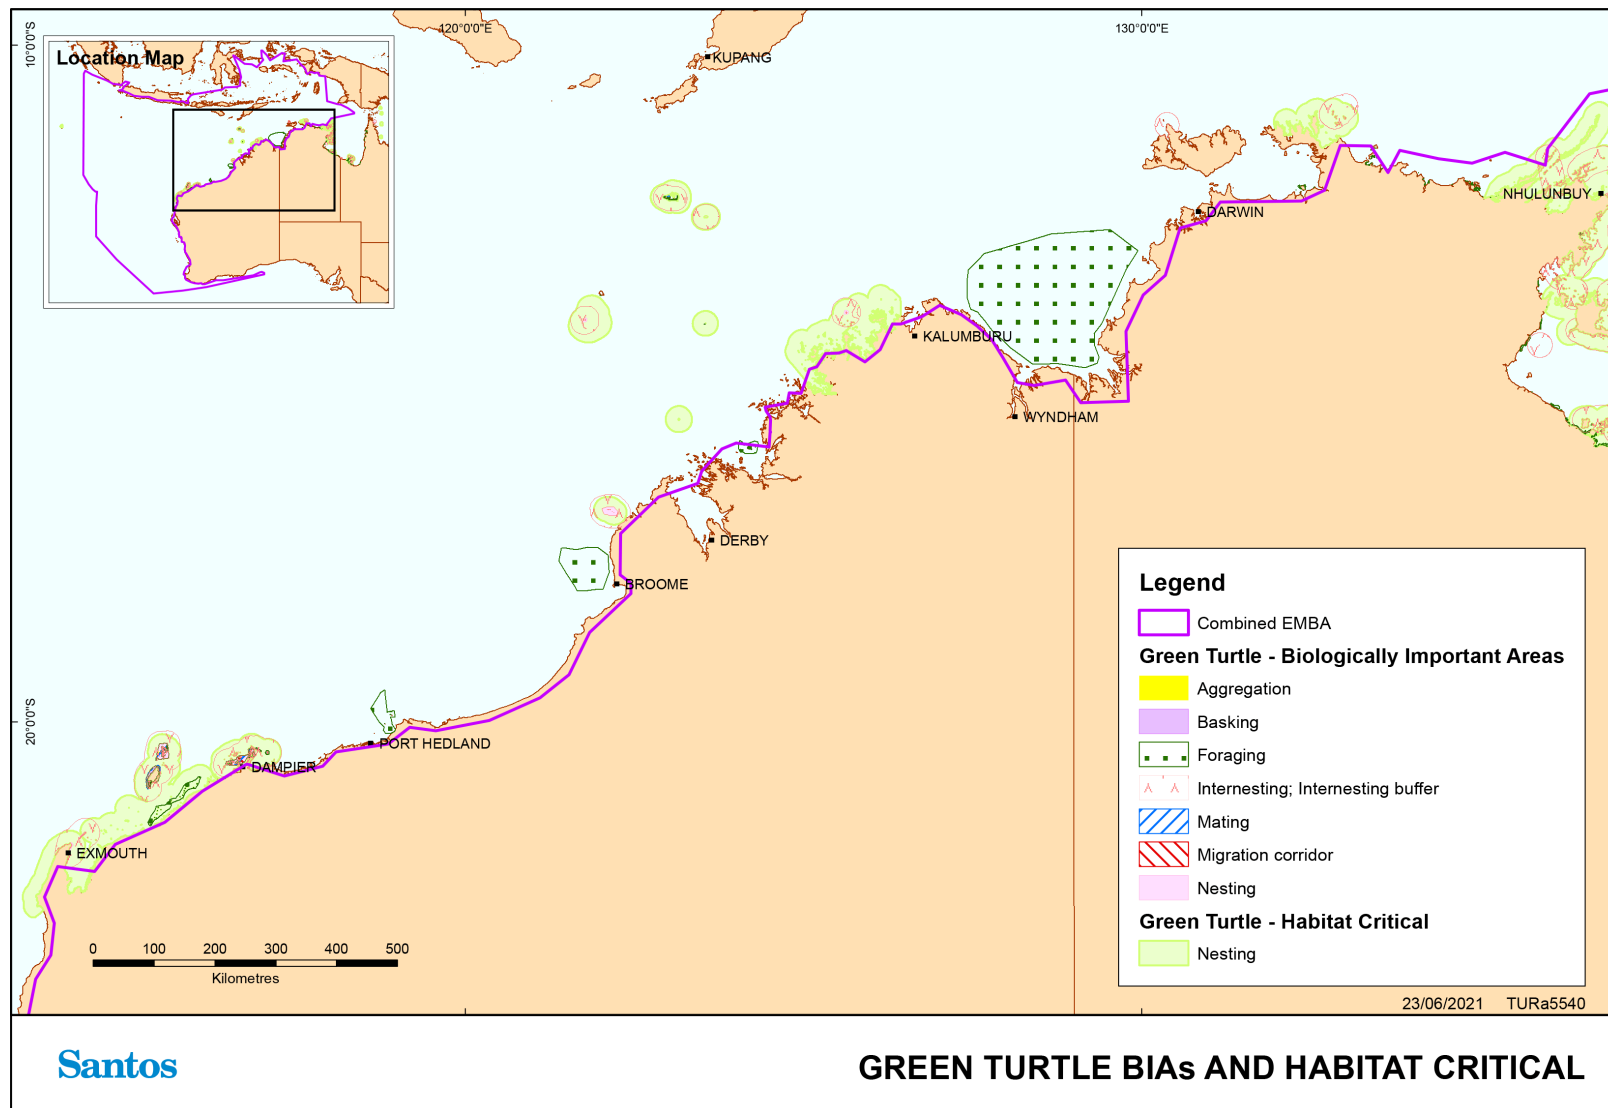 120°0'0"E
130°0'0"E
10°0'0"S
Location Map
KUPANG
NHULUNBUY
DARWIN
KALUMBURU
WYNDHAM
DERBY
BROOME
20°0'0"S
PORT HEDLAND
DAMPIER
EXMOUTH
0 100 200 300 400 500
Kilometres
Legend
Combined EMBA
Green Turtle - Biologically Important Areas
Aggregation
Basking
Foraging
Internesting; Internesting buffer
Mating
Migration corridor
Nesting
Green Turtle - Habitat Critical
Nesting
23/06/2021 TURa5540
Santos
GREEN TURTLE BIAs AND HABITAT CRITICAL